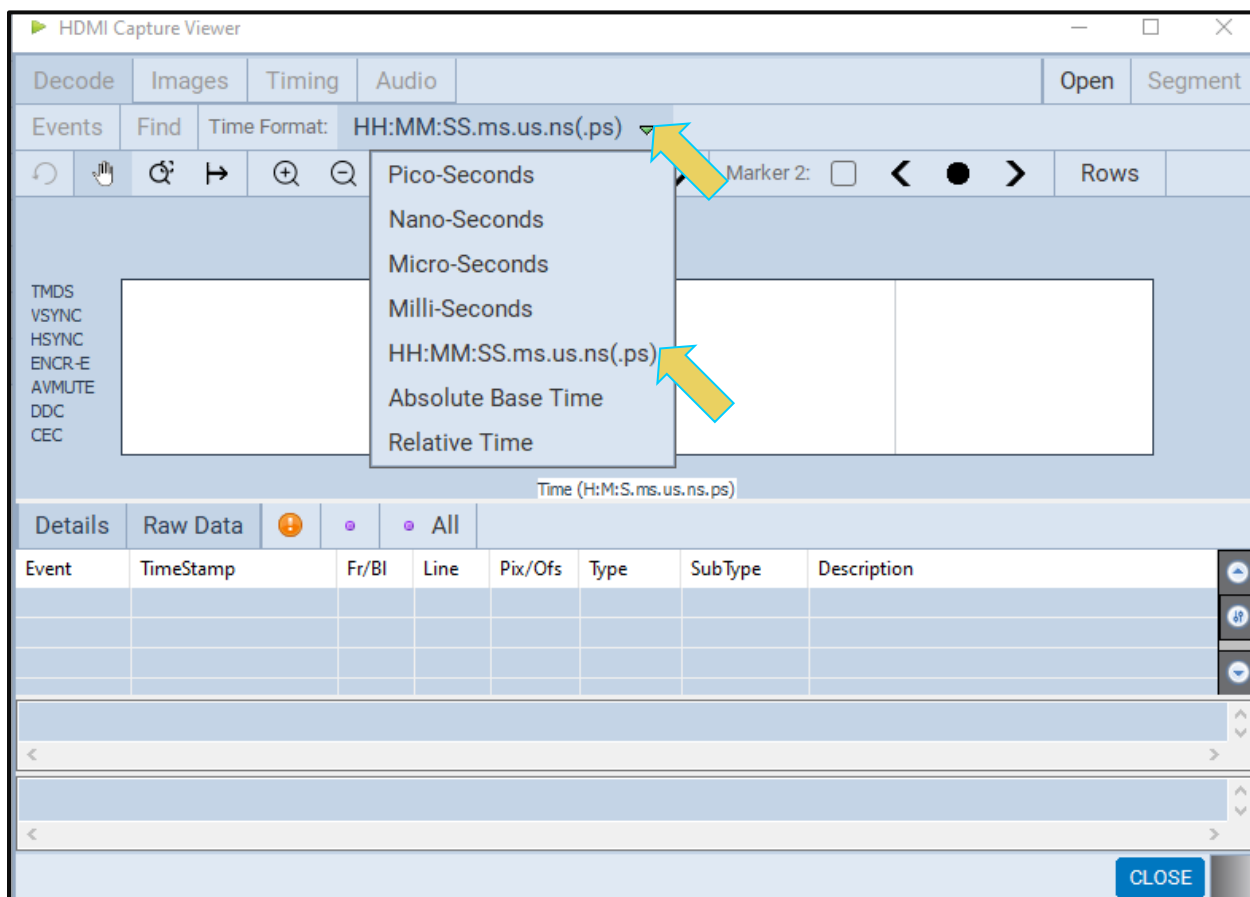 HDMI Capture Viewer
Decode Images Timing Audio Open Segment
Events Find Time Format: HH:MM:SS.ms.us.ns(.ps)
Marker 2: Rows
Pico-Seconds
Nano-Seconds
Micro-Seconds
Milli-Seconds
HH:MM:SS.ms.us.ns(.ps)
Absolute Base Time
Relative Time
TMDS
VSYNC
HSYNC
ENCR-E
AVMUTE
DDC
CEC
Time (H:M:S.ms.us.ns.ps)
Details Raw Data All
Event TimeStamp Fr/Bl Line Pix/Ofs Type SubType Description
CLOSE